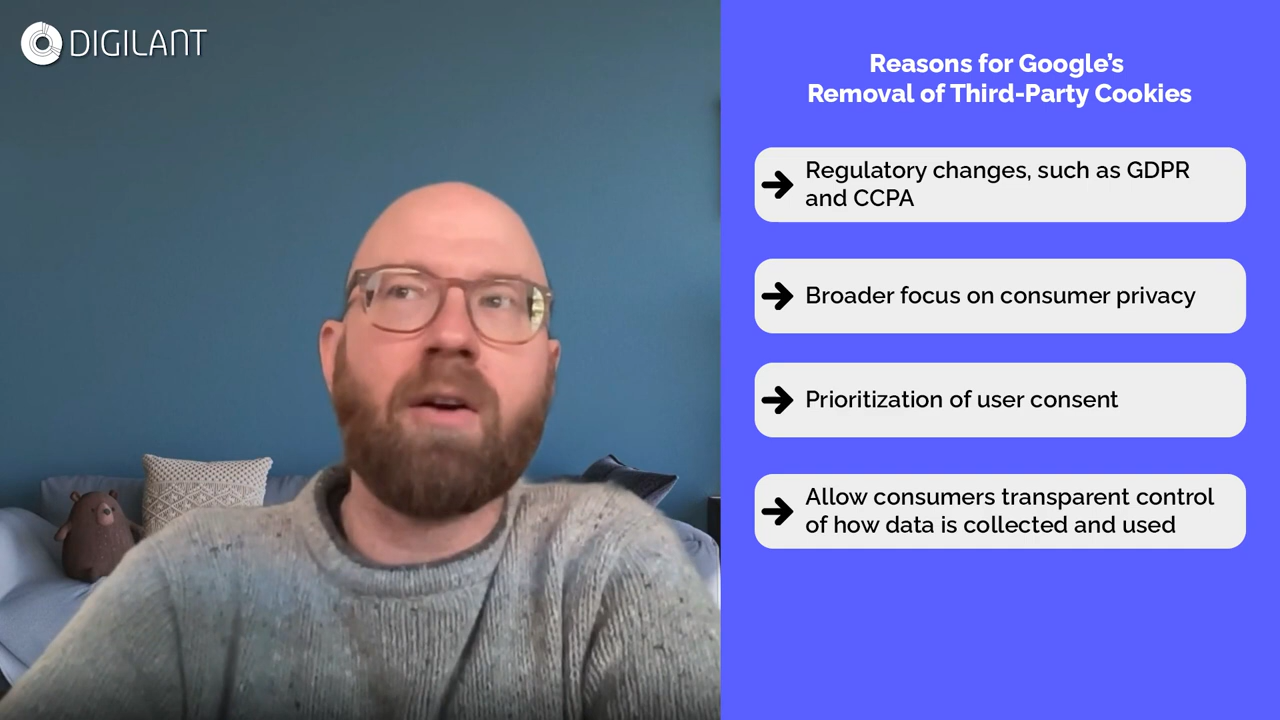 DIGILANT
Reasons for Google’s
Removal of Third-Party Cookies
Regulatory changes, such as GDPR
and CCPA
Broader focus on consumer privacy
Prioritization of user consent
Allow consumers transparent control
of how data is collected and used